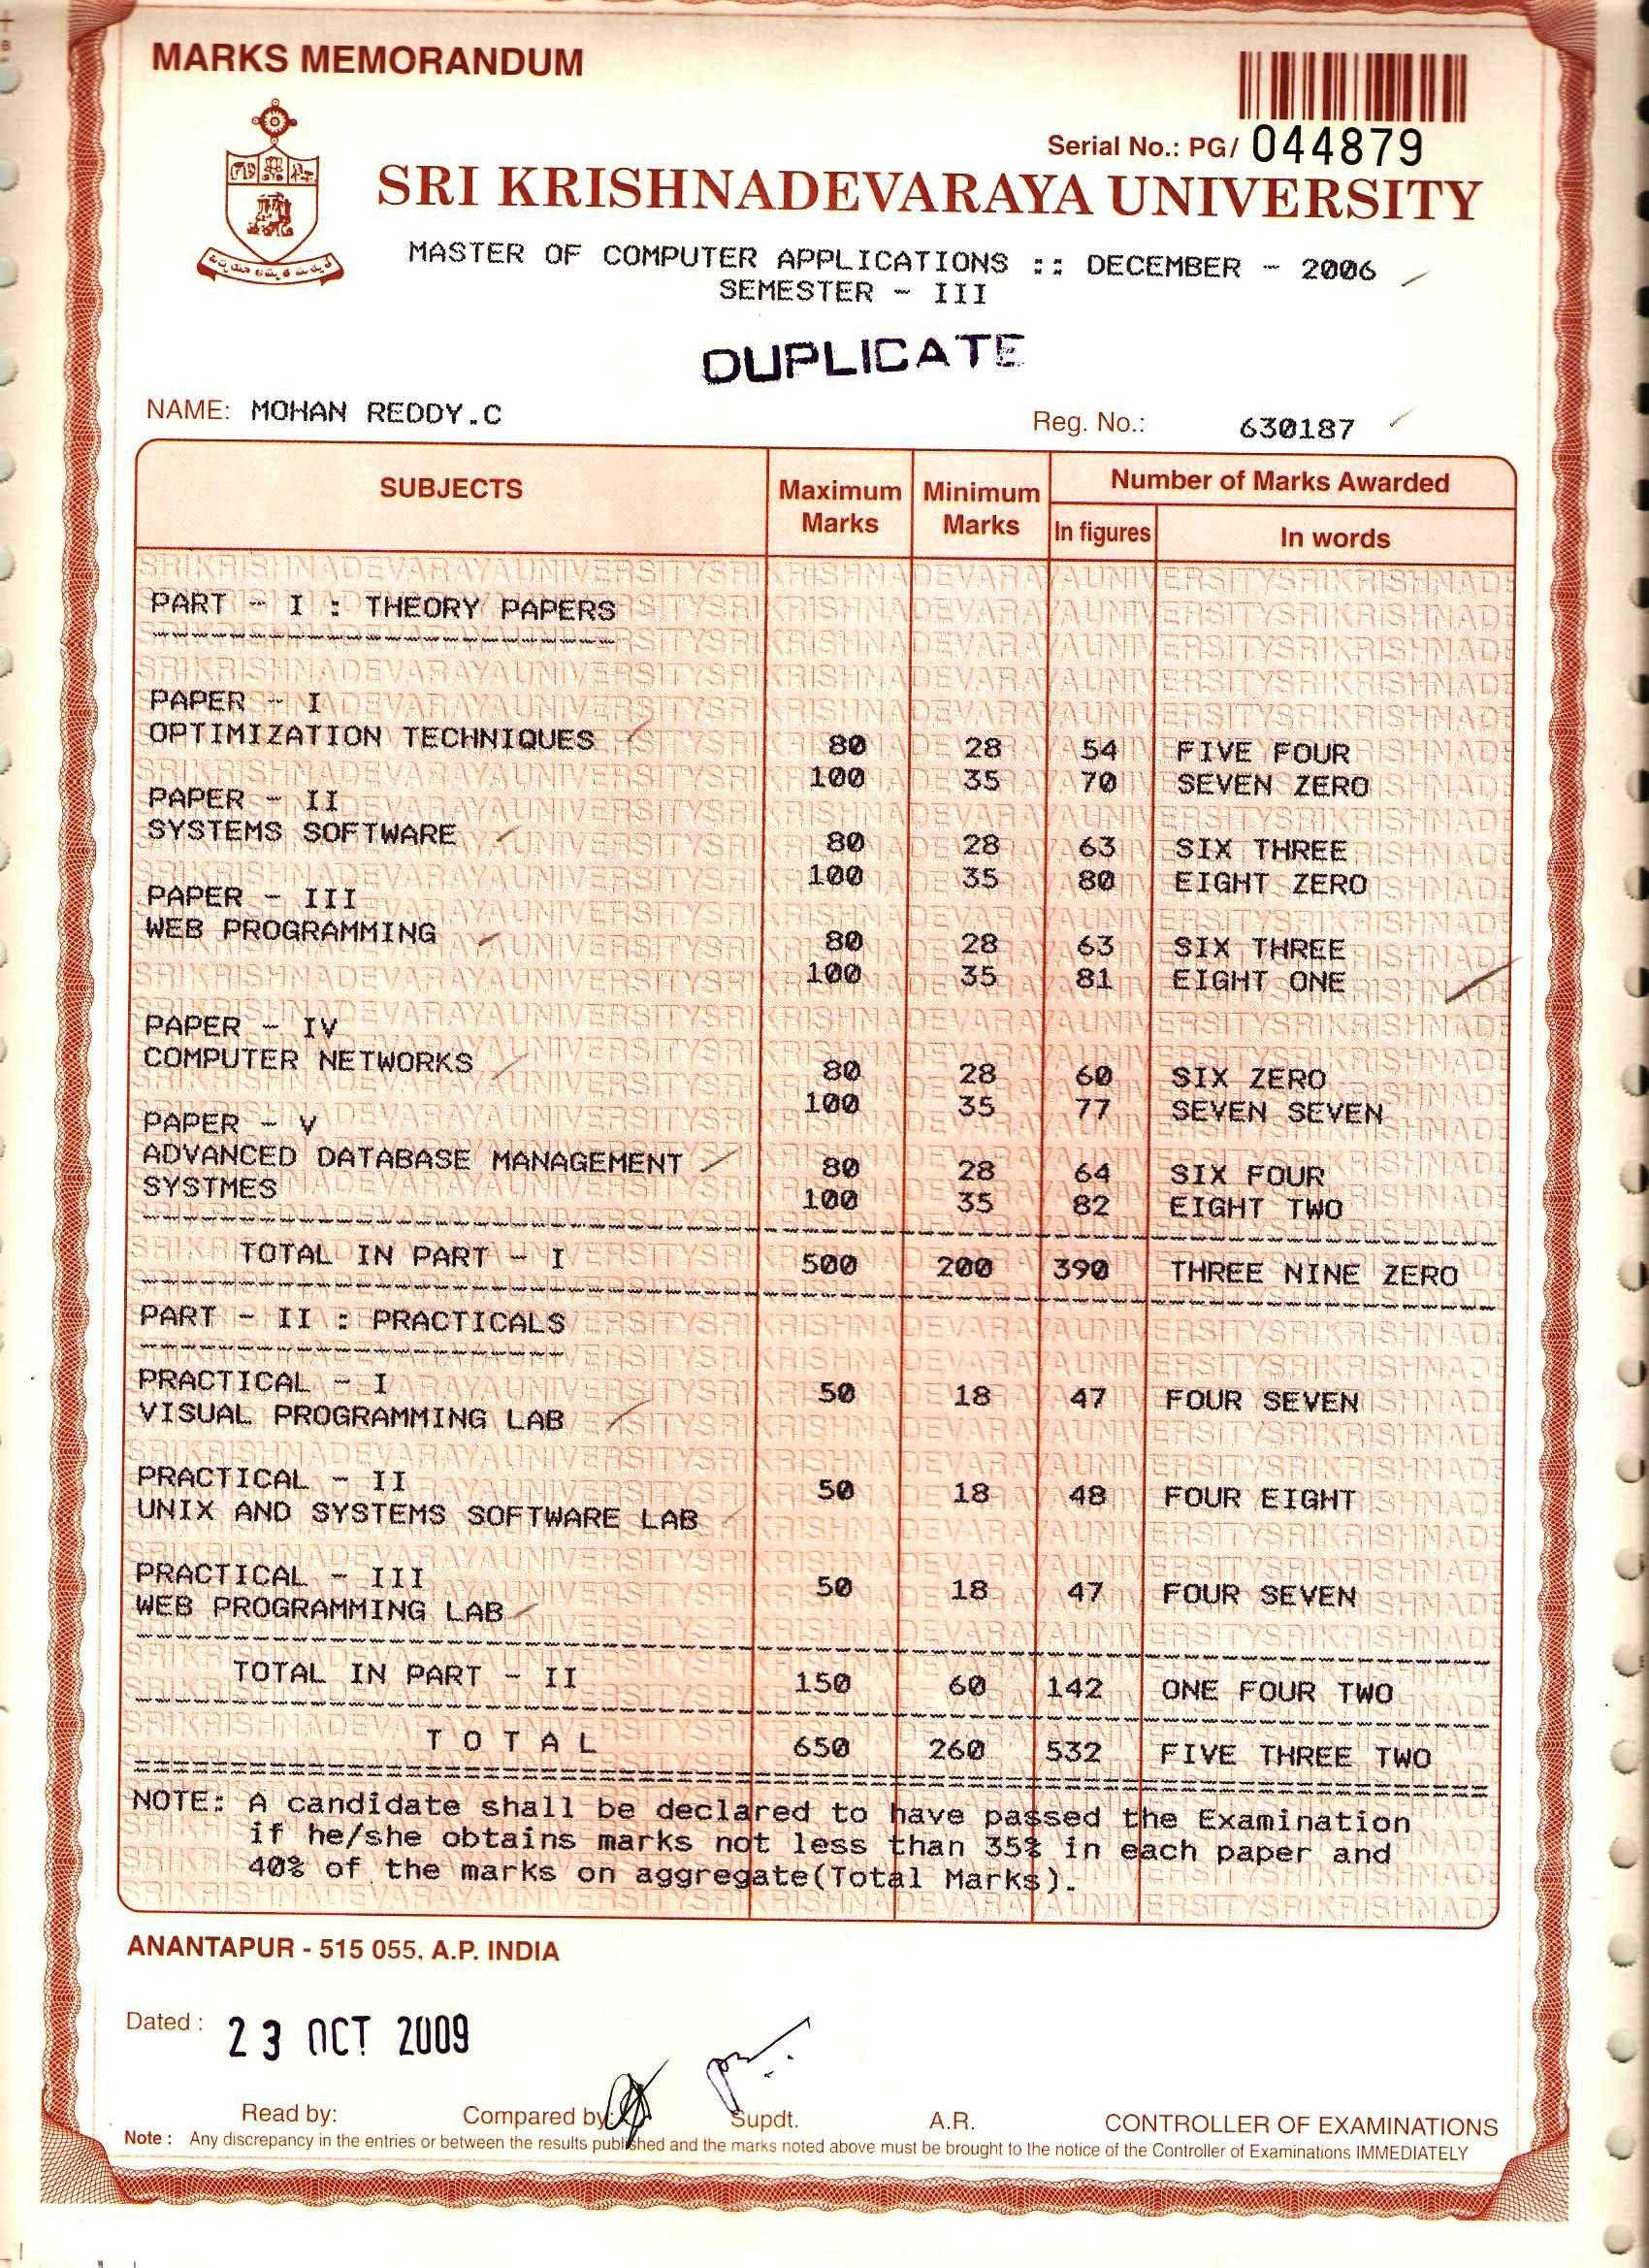 MARKS MEMORANDUM
Serial No.: PG/ 044879
SRI KRISHNADEVARAYA UNIVERSITY
MASTER OF COMPUTER APPLICATIONS :: DECEMBER - 2006
SEMESTER - III
DUPLICATE
NAME: MOHAN REDDY.C Reg. No.: 630187
SUBJECTS Maximum Marks Minimum Marks Number of Marks Awarded
In figures In words
PART - I : THEORY PAPERS
PAPER - I
OPTIMIZATION TECHNIQUES 80 28 54 FIVE FOUR
100 35 70 SEVEN ZERO
PAPER - II
SYSTEMS SOFTWARE 80 28 63 SIX THREE
100 35 80 EIGHT ZERO
PAPER - III
WEB PROGRAMMING 80 28 63 SIX THREE
100 35 81 EIGHT ONE
PAPER - IV
COMPUTER NETWORKS 80 28 60 SIX ZERO
100 35 77 SEVEN SEVEN
PAPER - V
ADVANCED DATABASE MANAGEMENT 80 28 64 SIX FOUR
SYSTMES 100 35 82 EIGHT TWO
TOTAL IN PART - I 500 200 390 THREE NINE ZERO
PART - II : PRACTICALS
PRACTICAL - I 50 18 47 FOUR SEVEN
VISUAL PROGRAMMING LAB
PRACTICAL - II 50 18 48 FOUR EIGHT
UNIX AND SYSTEMS SOFTWARE LAB
PRACTICAL - III 50 18 47 FOUR SEVEN
WEB PROGRAMMING LAB
TOTAL IN PART - II 150 60 142 ONE FOUR TWO
T O T A L 650 260 532 FIVE THREE TWO
NOTE: A candidate shall be declared to have passed the Examination
if he/she obtains marks not less than 35% in each paper and
40% of the marks on aggregate(Total Marks).
ANANTAPUR - 515 055, A.P. INDIA
Dated : 23 OCT 2009
Read by: Compared by: Supdt. A.R. CONTROLLER OF EXAMINATIONS
Note : Any discrepancy in the entries or between the results published and the marks noted above must be brought to the notice of the Controller of Examinations IMMEDIATELY